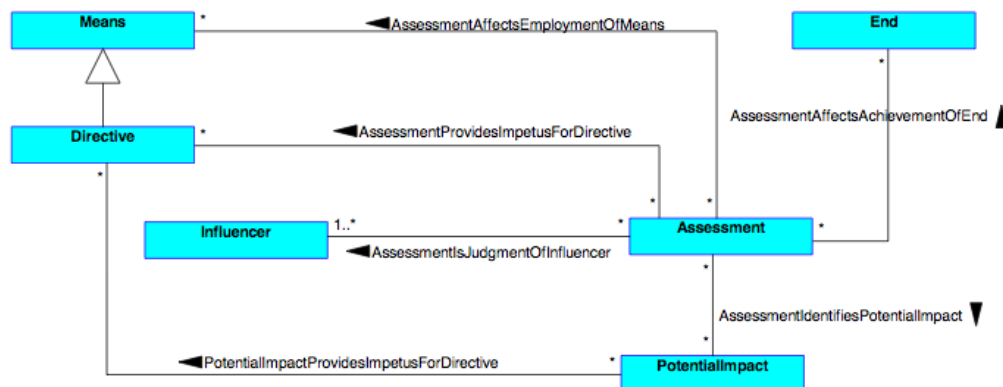 Means
*
AssessmentAffectsEmploymentOfMeans
End
*
AssessmentAffectsAchievementOfEnd
Directive
*
AssessmentProvidesImpetusForDirective
*
*
*
Influencer
1..*
*
Assessment
*
AssessmentIsJudgmentOfInfluencer
*
AssessmentIdentifiesPotentialImpact
*
PotentialImpactProvidesImpetusForDirective
*
PotentialImpact